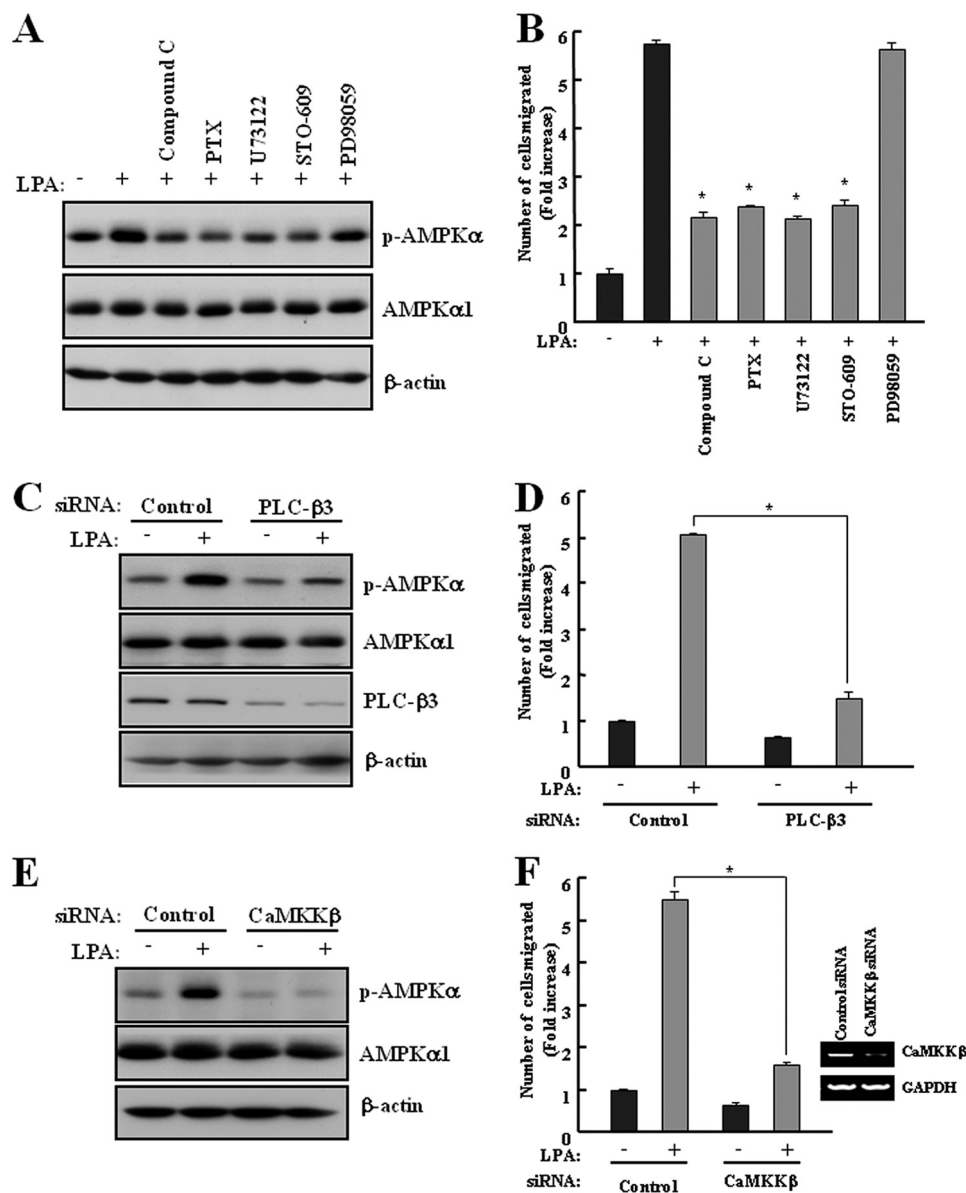 A
Compound C
PTX
U73122
STO-609
PD98059
LPA: - + + + + + +
p-AMPKα
AMPKα1
β-actin
B
Number of cells migrated
(Fold increase)
6
5
3
2
1
0
* * * *
LPA: - + + + + + +
Compound C
PTX
U73122
STO-609
PD98059
C
siRNA: Control PLC-β3
LPA: - + - +
p-AMPKα
AMPKα1
PLC-β3
β-actin
D
Number of cells migrated
(Fold increase)
6
5
4
3
2
1
0
*
LPA: - + - +
siRNA: Control PLC-β3
E
siRNA: Control CaMKKβ
LPA: - + - +
p-AMPKα
AMPKα1
β-actin
F
Number of cells migrated
(Fold increase)
6
5
3
2
1
0
*
LPA: - + - +
siRNA: Control CaMKKβ
Control siRNA
CaMKKβ siRNA
CaMKKβ
GAPDH